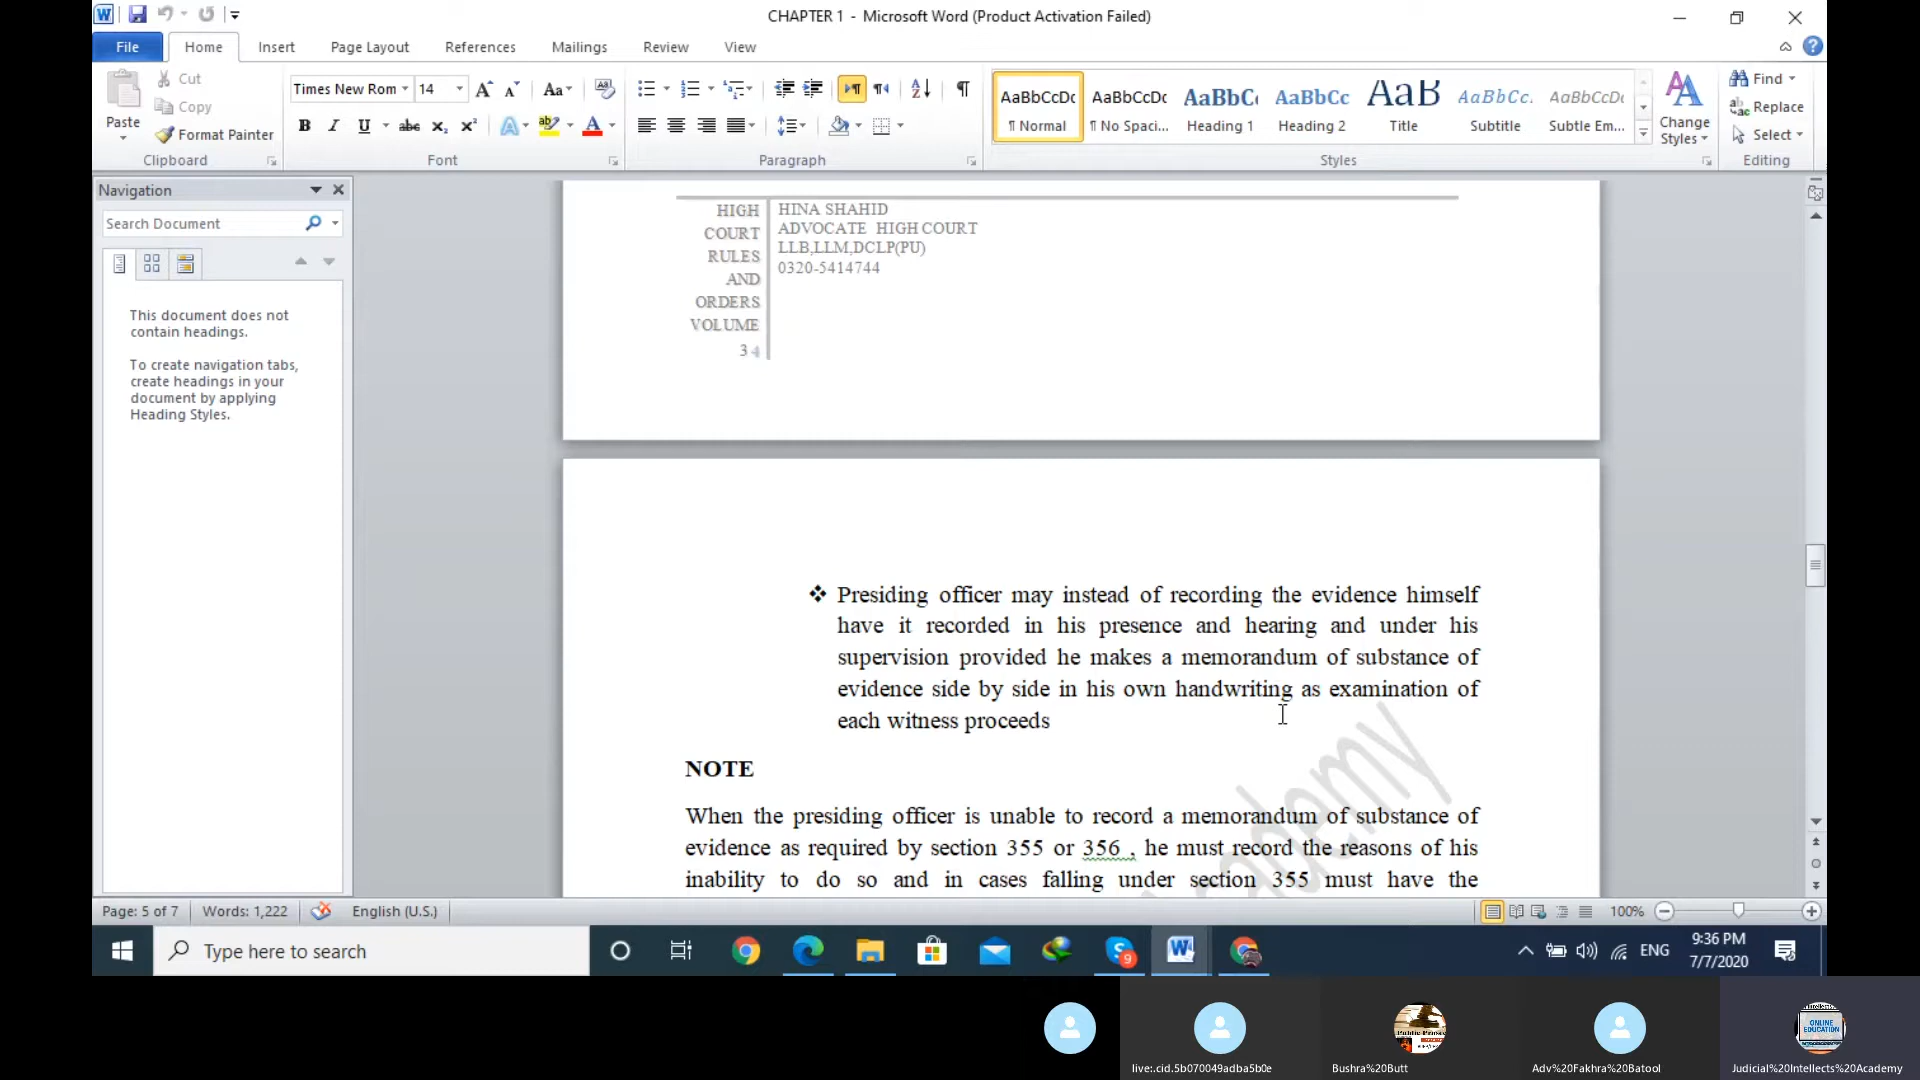 CHAPTER 1 - Microsoft Word (Product Activation Failed)
File Home Insert Page Layout References Mailings Review View
Paste
Cut
Copy
Format Painter
Clipboard
Times New Rom 14
Font
Paragraph
AaBbCcDc AaBbCcDc AaBbC AaBbCc AaB AaBbCc. AaBbCcDc
¶ Normal ¶ No Spaci... Heading 1 Heading 2 Title Subtitle Subtle Em...
Change
Styles
Styles
Find
Replace
Select
Editing
Navigation
Search Document
This document does not
contain headings.
To create navigation tabs,
create headings in your
document by applying
Heading Styles.
HIGH
COURT
RULES
AND
ORDERS
VOLUME
3 4
HINA SHAHID
ADVOCATE HIGH COURT
LLB,LLM,DCLP(PU)
0320-5414744
❖ Presiding officer may instead of recording the evidence himself
have it recorded in his presence and hearing and under his
supervision provided he makes a memorandum of substance of
evidence side by side in his own handwriting as examination of
each witness proceeds
NOTE
When the presiding officer is unable to record a memorandum of substance of
evidence as required by section 355 or 356 , he must record the reasons of his
inability to do so and in cases falling under section 355 must have the
Page: 5 of 7 Words: 1,222 English (U.S.) 100%
Type here to search
9
ENG
9:36 PM
7/7/2020
ONLINE
EDUCATION
live:.cid.5b070049adba5b0e
Bushra%20Butt
Adv%20Fakhra%20Batool
Judicial%20Intellects%20Academy